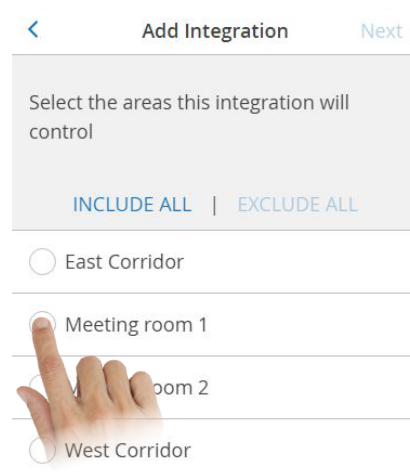 Add Integration Next
Select the areas this integration will
control
INCLUDE ALL | EXCLUDE ALL
East Corridor
Meeting room 1
2
West Corridor